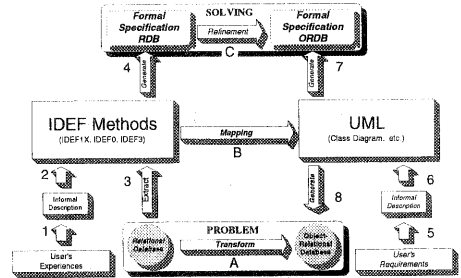 SOLVING
Formal
Specification
RDB
Refinement
C
Formal
Specification
ORDB
4
Generate
Generate
7
IDEF Methods
(IDEF1X, IDEF0, IDEF3)
Mapping
B
UML
(Class Diagram, etc.)
2
3
Extract
Generate
8
6
Informal
Description
Informal
Description
PROBLEM
Relational
Database
Transform
A
Object
Relational
Database
1
5
User's
Experiences
User's
Requirements